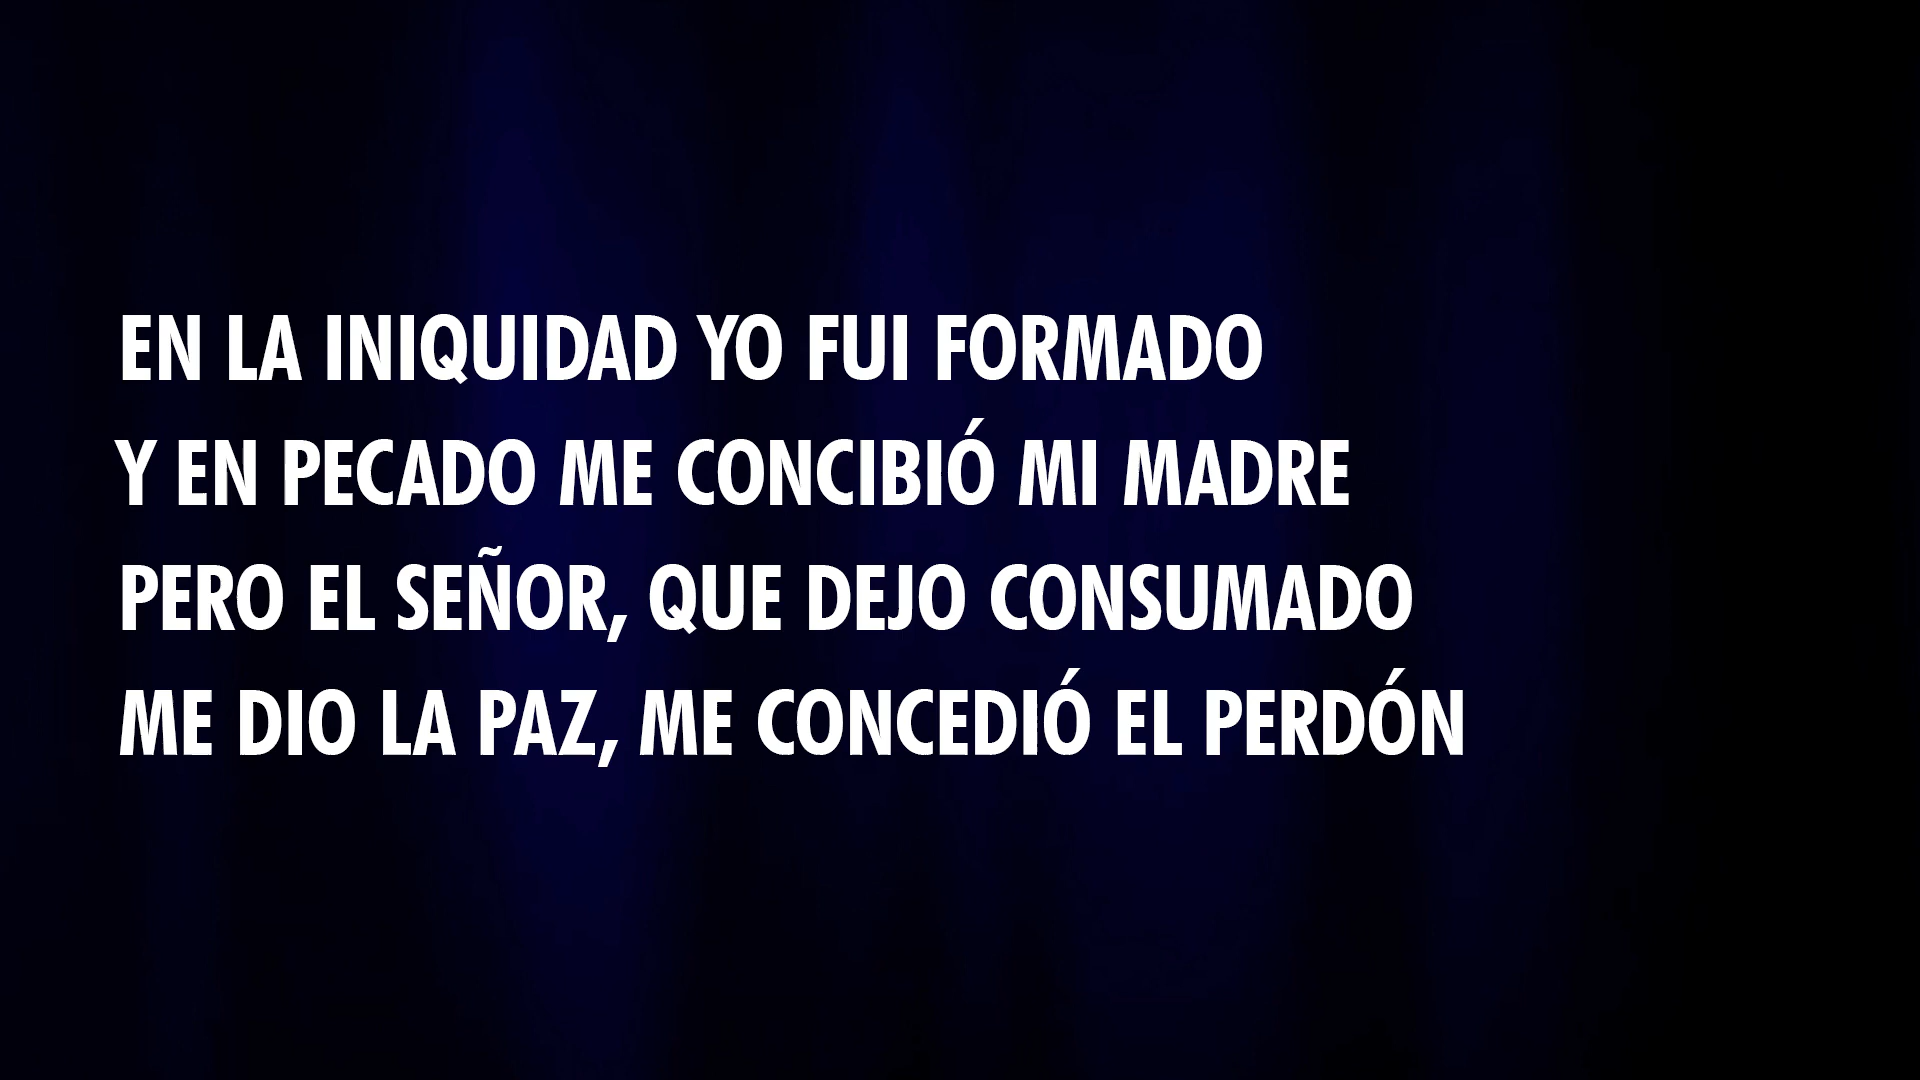 EN LA INIQUIDAD YO FUI FORMADO
Y EN PECADO ME CONCIBIÓ MI MADRE
PERO EL SEÑOR, QUE DEJO CONSUMADO
ME DIO LA PAZ, ME CONCEDIÓ EL PERDÓN